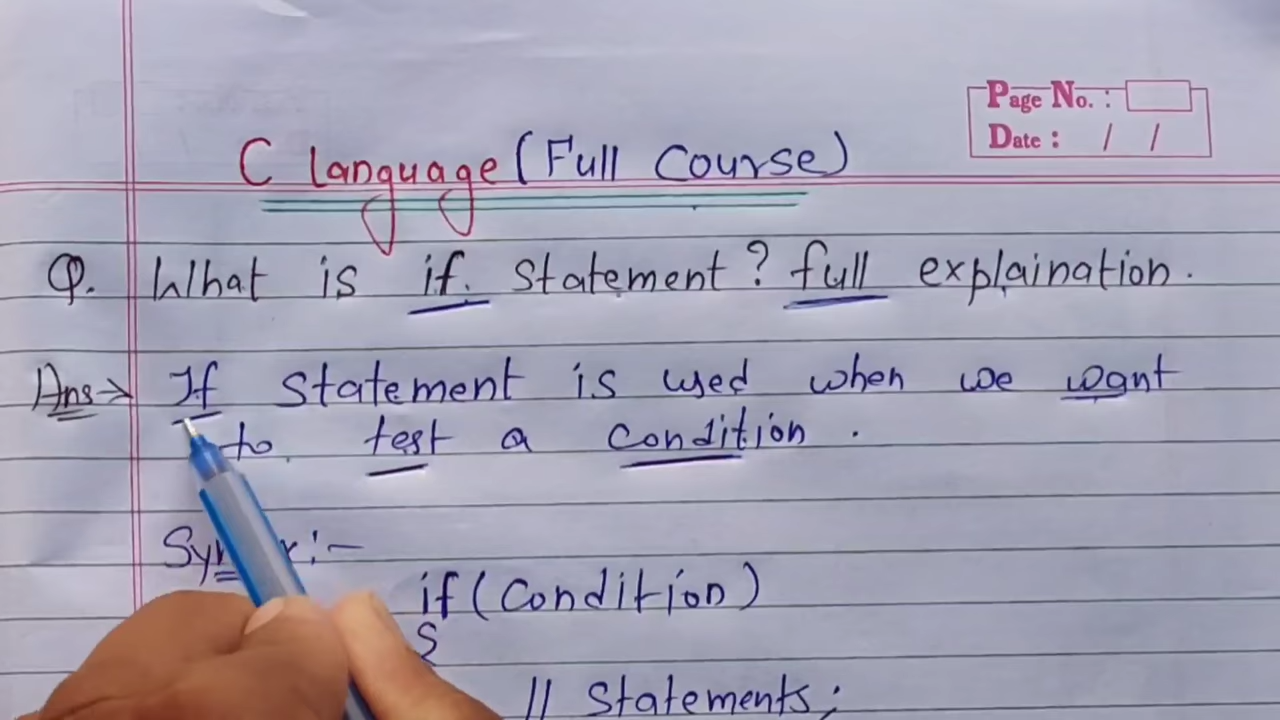 Page No. :
Date : / /
C language (Full Course)
Q. What is if. Statement? full explaination.
Ans:-> If Statement is used when we want
to test a Condition.
if (Condition)
{
// Statements;